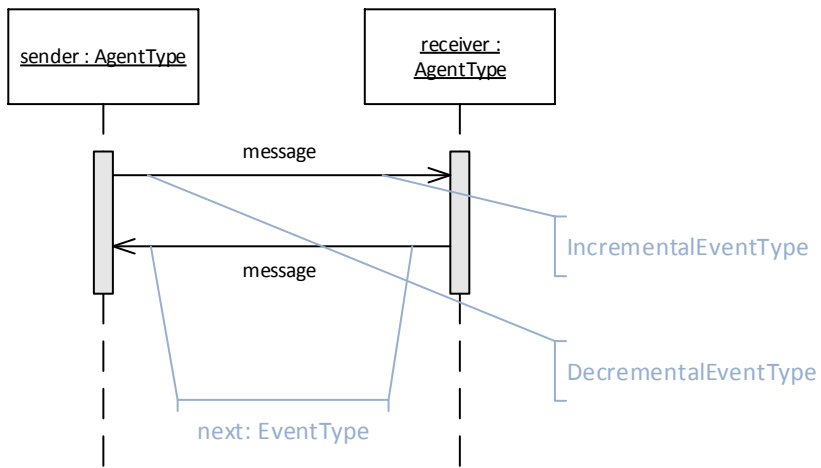 sender : AgentType
receiver :
AgentType
message
IncrementalEventType
message
DecrementalEventType
next: EventType